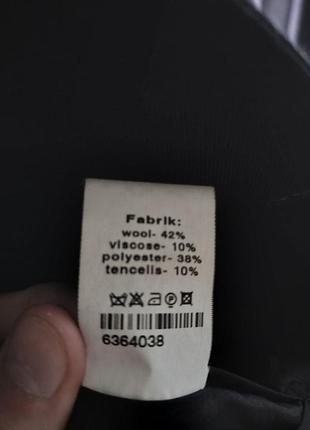 Fabrik:
wool- 42%
viscose- 10%
polyester- 38%
tencelis- 10%
6364038